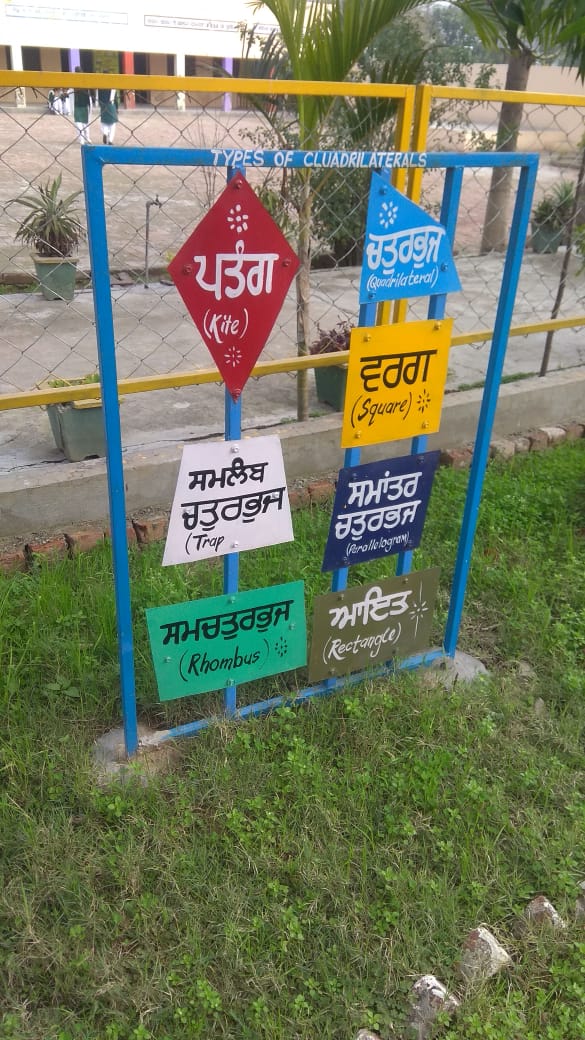 TYPES OF CLUADRILATERALS
ਪਤੰਗ
(Kite)
ਚਤੁਰਭੁਜ
(Quadrilateral)
ਵਰਗ
(Square)
ਸਮਲੰਬ
ਚਤੁਰਭੁਜ
(Trap
ਸਮਾਂਤਰ
ਚਤੁਰਭਜ
(Parallelogram)
ਸਮਚਤੁਰਭੁਜ
(Rhombus)
ਆਇਤ
(Rectangle)